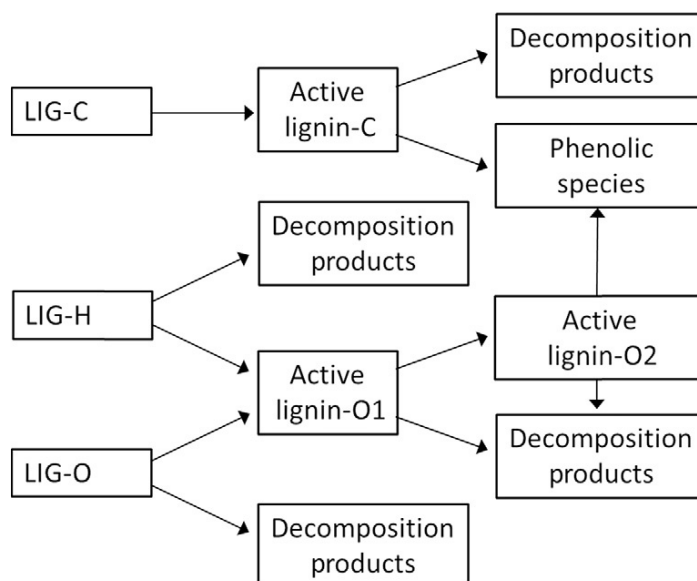 Decomposition
products
LIG-C
Active
lignin-C
Phenolic
species
Decomposition
products
LIG-H
Active
lignin-O2
Active
lignin-O1
Decomposition
products
LIG-O
Decomposition
products